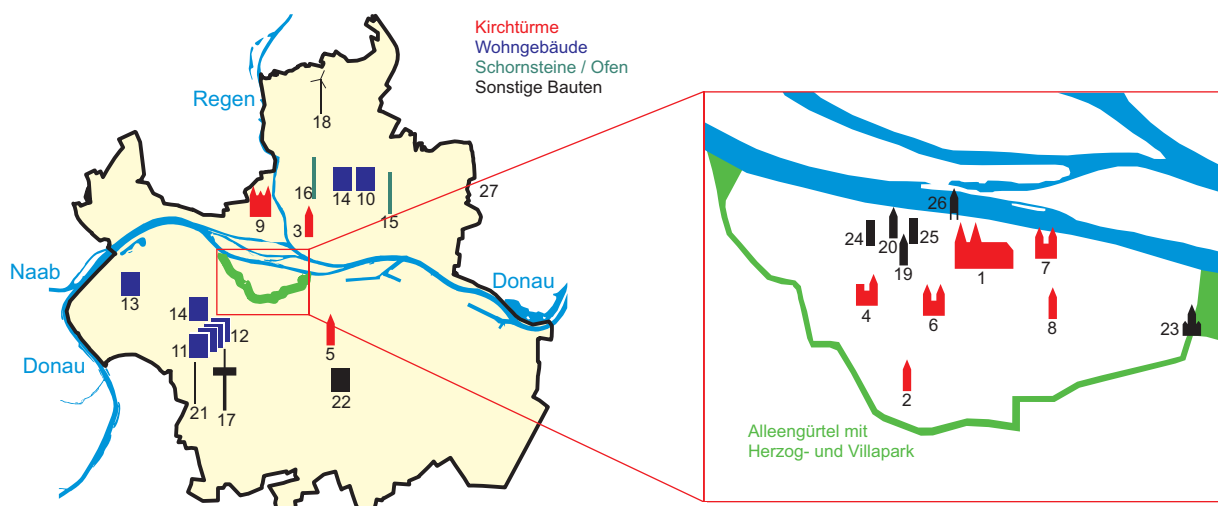 Kirchtürme
Wohngebäude
Schornsteine / Ofen
Sonstige Bauten
Regen
18
16
14
10
15
27
9
3
Naab
Donau
13
14
12
11
5
Donau
21
17
22
26
24
20
25
19
1
7
4
6
8
23
2
Alleengürtel mit
Herzog- und Villapark